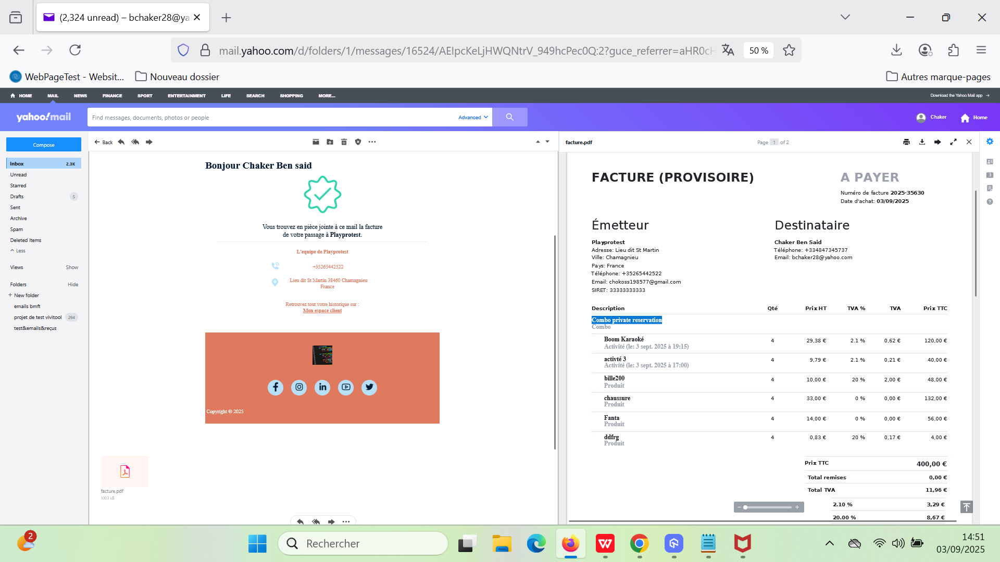 (2,324 unread) – bchaker28@ya
mail.yahoo.com/d/folders/1/messages/16524/AEIpcKeLjHWQNtrV_949hcPec0Q:2?guce_referrer=aHR0cH
50 %
WebPageTest - Websit...
Nouveau dossier
Autres marque-pages
HOME MAIL NEWS FINANCE SPORT ENTERTAINMENT LIFE SEARCH SHOPPING MORE...
Download the Yahoo Mail app →
yahoo!mail
Find messages, documents, photos or people
Advanced
Chaker
Home
Compose
Inbox 2.3K
Unread
Starred
Drafts 5
Sent
Archive
Spam
Deleted Items
Less
Views Show
Folders Hide
+ New folder
emails bmft
projet de test vivitool 294
test&emails&reçus
Back
Bonjour Chaker Ben said
Vous trouvez en pièce jointe à ce mail la facture
de votre passage à Playprotest.
L'equipe de Playprotest
+35265442522
Lieu dit St Martin 38460 Chamagnieu
France
Retrouvez tout votre historique sur :
Mon espace client
Copyright © 2025
facture.pdf
1003 kB
facture.pdf
Page 1 of 2
FACTURE (PROVISOIRE)
A PAYER
Numéro de facture 2025-35630
Date d'achat: 03/09/2025
Émetteur
Playprotest
Adresse: Lieu dit St Martin
Ville: Chamagnieu
Pays: France
Téléphone: +35265442522
Email: chokoss198577@gmail.com
SIRET: 33333333333
Destinataire
Chaker Ben Said
Téléphone: +334847345737
Email: bchaker28@yahoo.com
Description Qté Prix HT TVA % TVA Prix TTC
Combo private reservation
Combo
Boom Karaoké 4 29,38 € 2.1 % 0,62 € 120,00 €
Activité (le: 3 sept. 2025 à 19:15)
activté 3 4 9,79 € 2.1 % 0,21 € 40,00 €
Activité (le: 3 sept. 2025 à 17:00)
bille200 4 10,00 € 20 % 2,00 € 48,00 €
Produit
chaussure 4 33,00 € 0 % 0,00 € 132,00 €
Produit
Fanta 4 14,00 € 0 % 0,00 € 56,00 €
Produit
ddfrg 4 0,83 € 20 % 0,17 € 4,00 €
Produit
Prix TTC 400,00 €
Total remises 0,00 €
Total TVA 11,96 €
2.10 % 3,29 €
20.00 % 8,67 €
2
Rechercher
14:51
03/09/2025